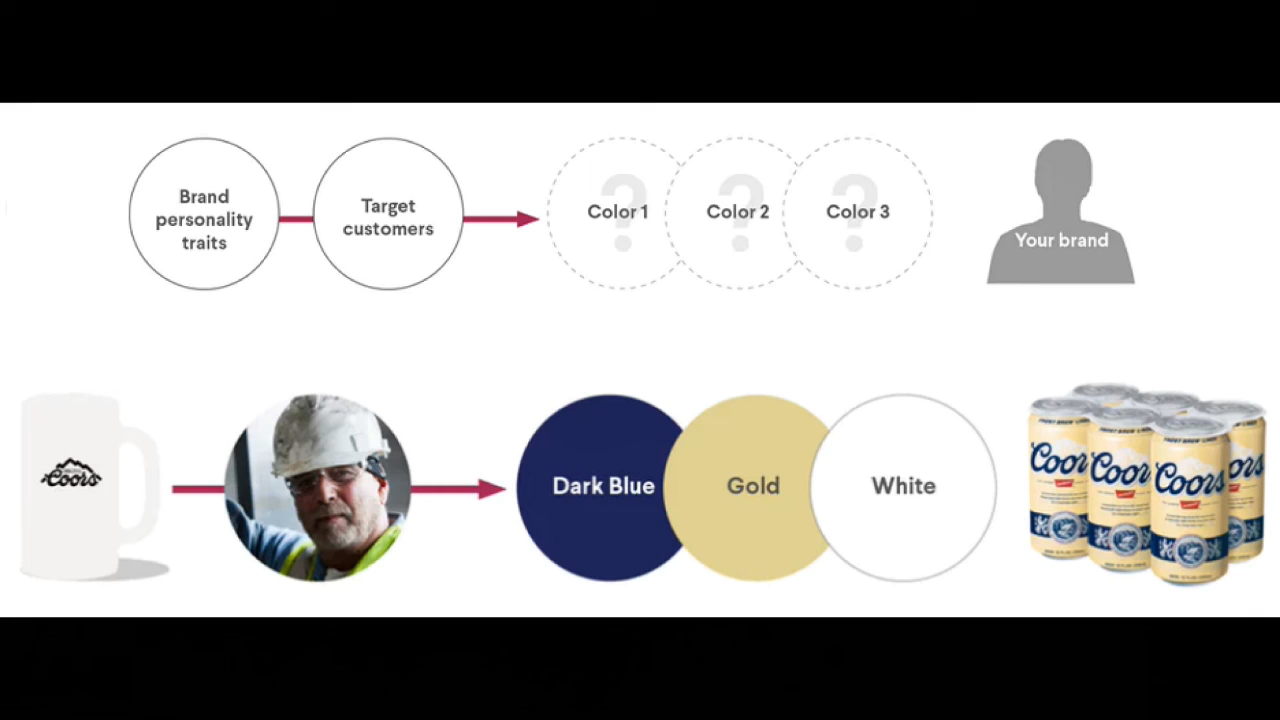 Brand
personality
traits
Target
customers
Color 1
Color 2
Color 3
Your brand
Coors
Dark Blue
Gold
White
Coors
Coors
Coors